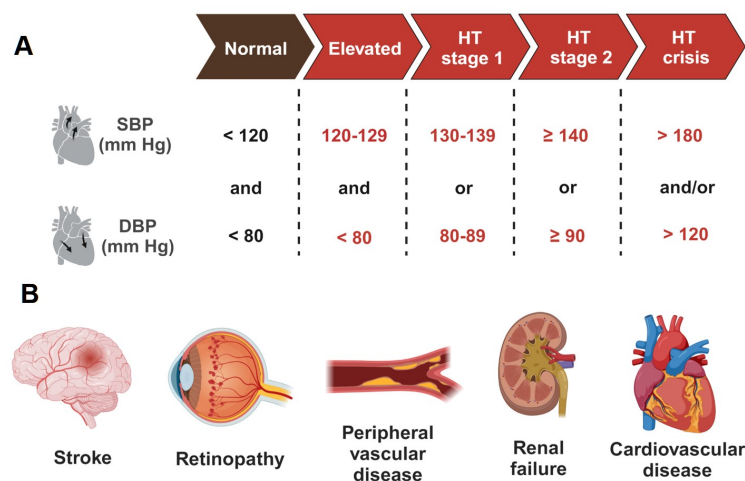 A
Normal
Elevated
HT
stage 1
HT
stage 2
HT
crisis
SBP
(mm Hg)
< 120
120-129
130-139
≥ 140
> 180
and
and
or
or
and/or
DBP
(mm Hg)
< 80
< 80
80-89
≥ 90
> 120
B
Stroke
Retinopathy
Peripheral
vascular
disease
Renal
failure
Cardiovascular
disease